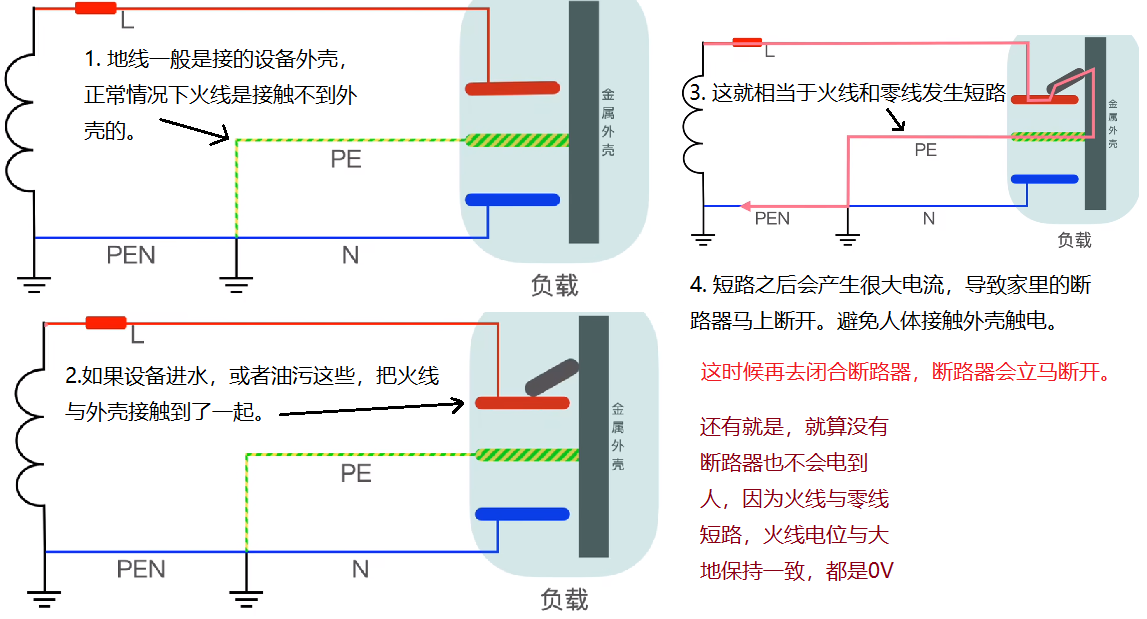 L
1. 地线一般是接的设备外壳，
正常情况下火线是接触不到外
壳的。
金属外壳
PE
PEN
N
负载
L
2.如果设备进水，或者油污这些，把火线
与外壳接触到了一起。
金属外壳
PE
PEN
N
负载
L
3. 这就相当于火线和零线发生短路
金属外壳
PE
PEN
N
负载
4. 短路之后会产生很大电流，导致家里的断
路器马上断开。避免人体接触外壳触电。
这时候再去闭合断路器，断路器会立马断开。
还有就是，就算没有
断路器也不会电到
人，因为火线与零线
短路，火线电位与大
地保持一致，都是0V